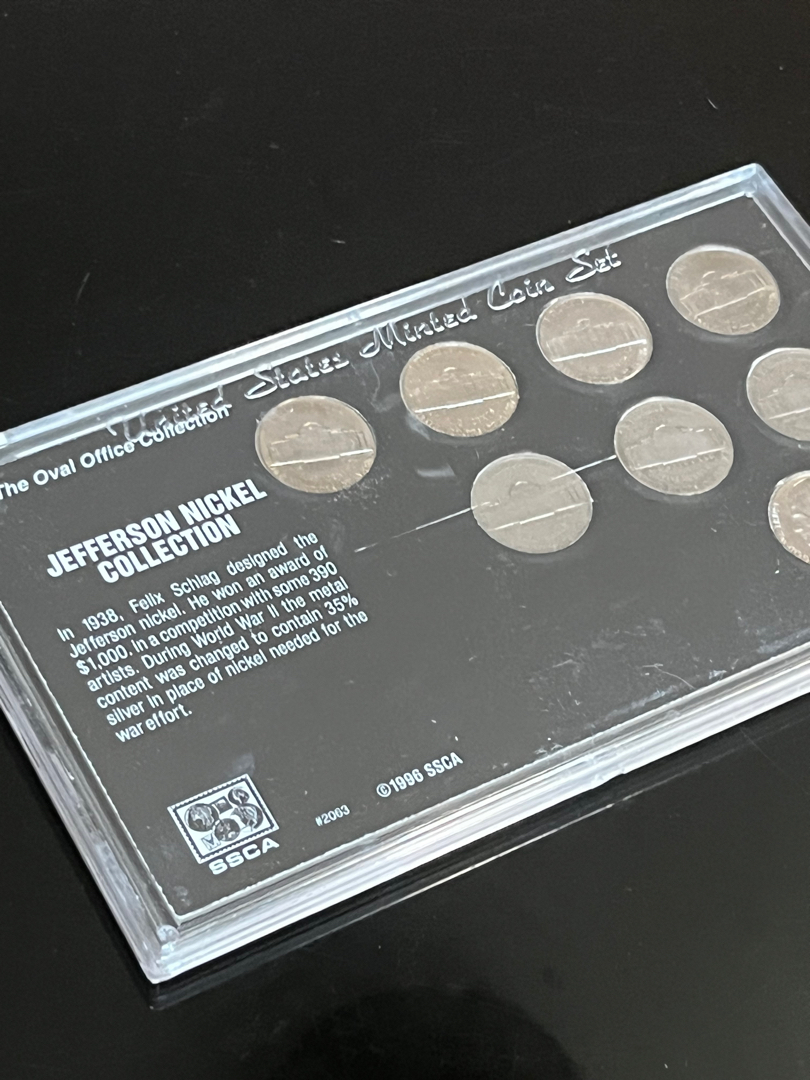 United States Minted Coin Set
The Oval Office Collection
JEFFERSON NICKEL
COLLECTION
In 1938, Felix Schlag designed the
Jefferson nickel. He won an award of
$1,000. in a competition with some 390
artists. During World War II the metal
content was changed to contain 35%
silver in place of nickel needed for the
war effort.
SSCA
#2063
©1996 SSCA